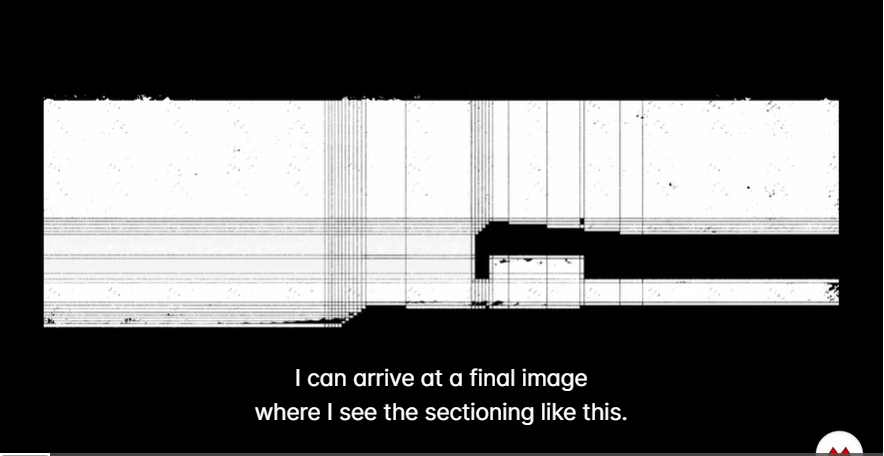 I can arrive at a final image
where I see the sectioning like this.